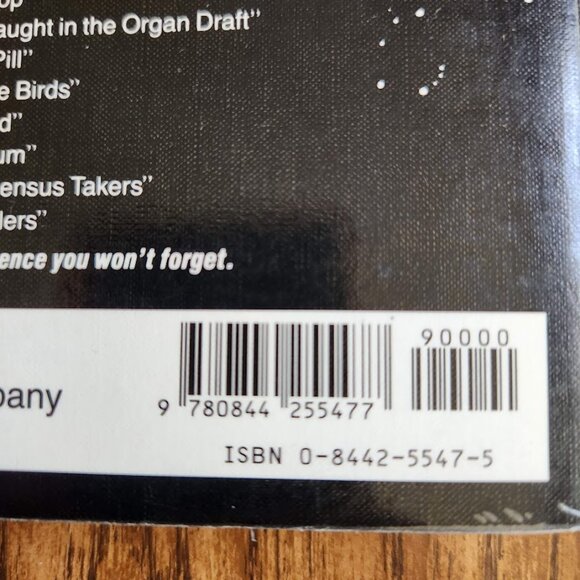 op
aught in the Organ Draft"
Pill"
e Birds"
d"
um"
ensus Takers"
lers"
ence you won't forget.
90000
pany
9 780844 255477
ISBN 0-8442-5547-5